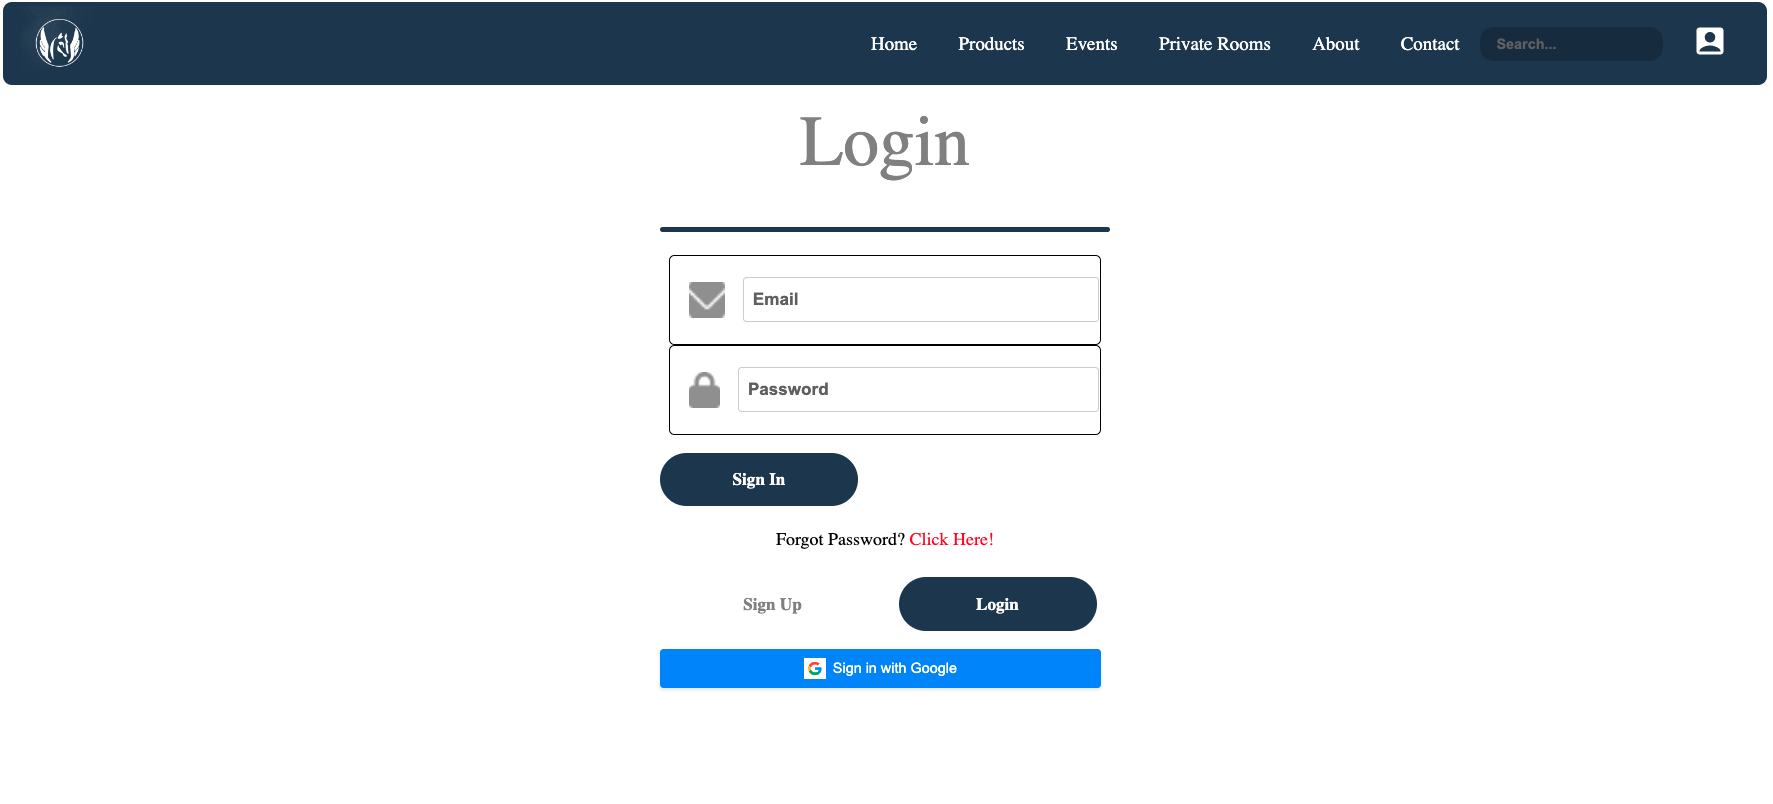 Home Products Events Private Rooms About Contact Search...
Login
Email
Password
Sign In
Forgot Password? Click Here!
Sign Up Login
Sign in with Google